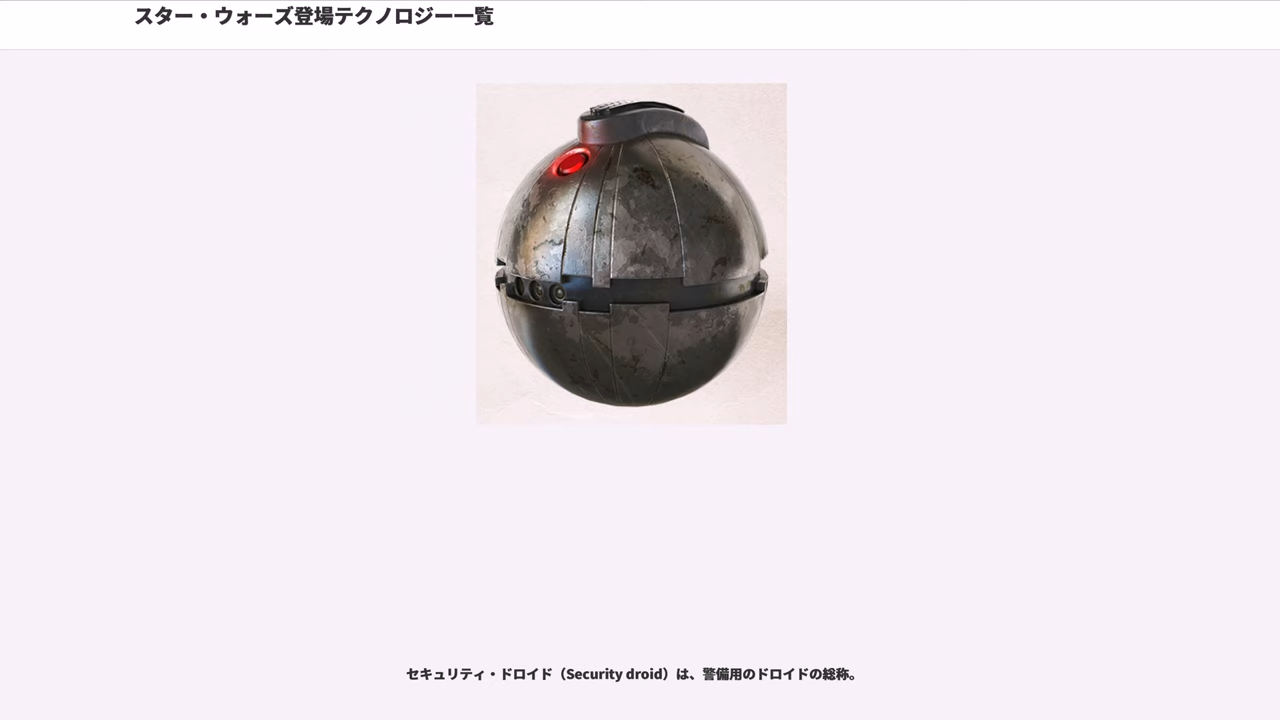 スター・ウォーズ登場テクノロジー一覧
セキュリティ・ドロイド（Security droid）は、警備用のドロイドの総称。